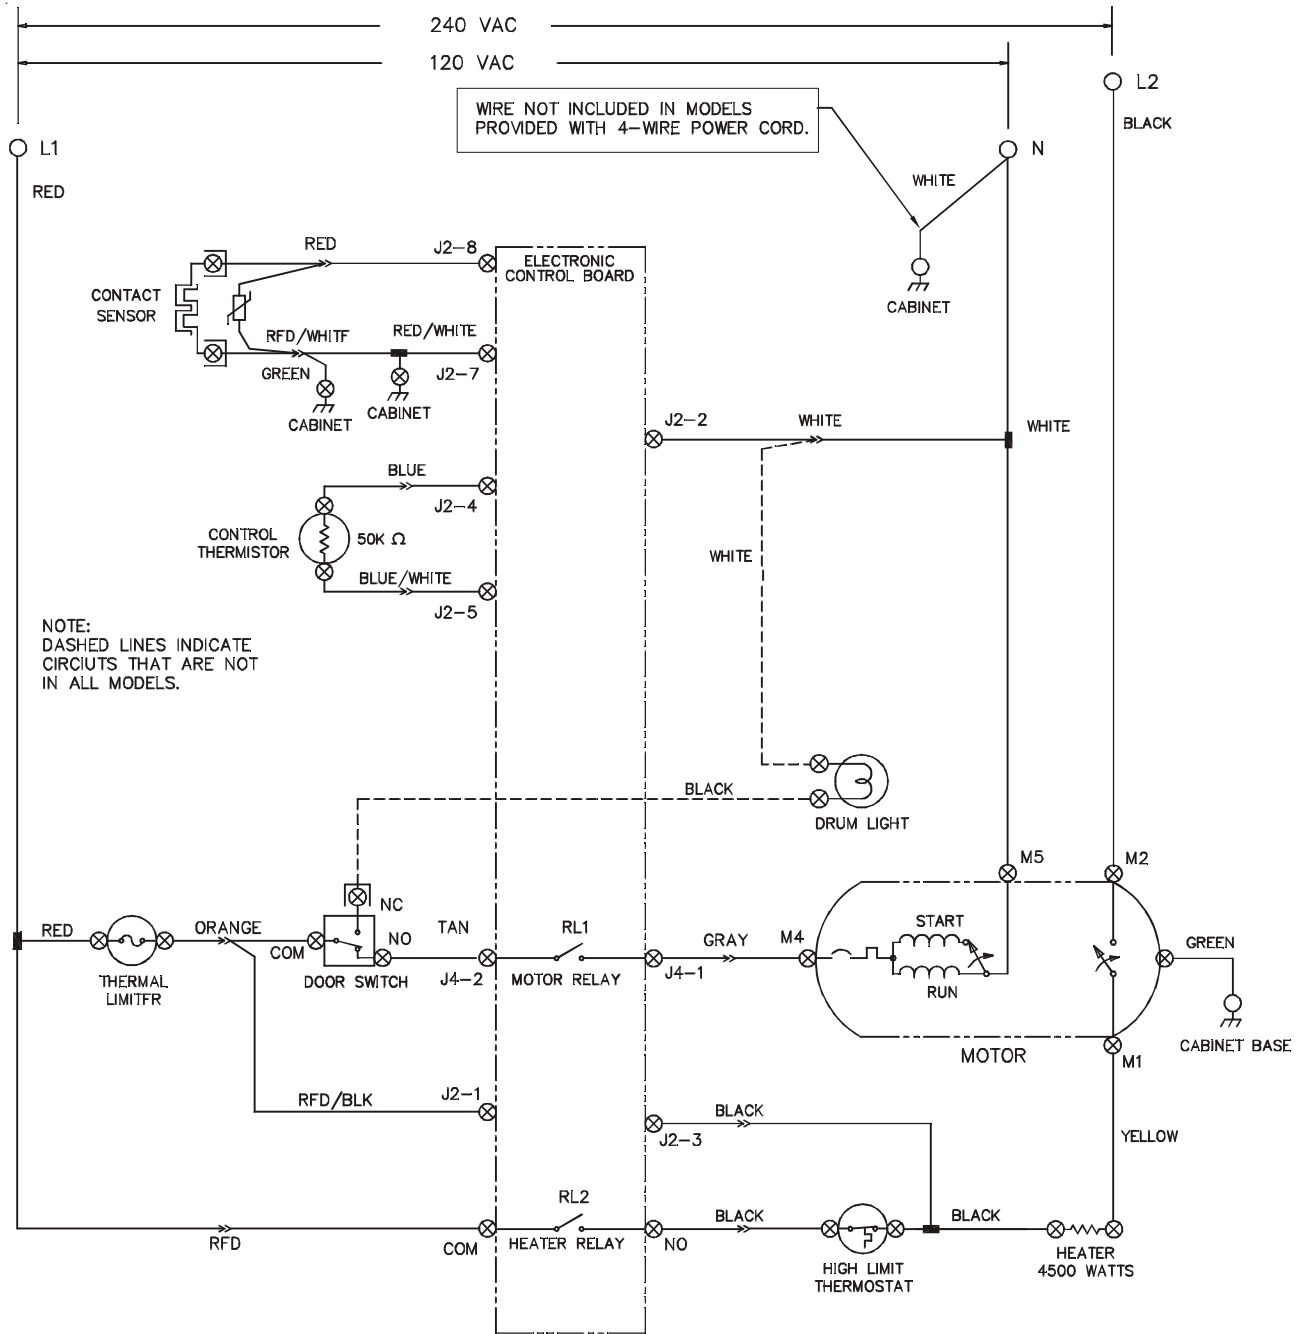 240 VAC
120 VAC
L2
WIRE NOT INCLUDED IN MODELS
PROVIDED WITH 4-WIRE POWER CORD.
BLACK
L1
N
RED
WHITE
RED
J2-8
ELECTRONIC
CONTROL BOARD
CONTACT
SENSOR
CABINET
RFD/WHITF
RED/WHITE
GREEN
J2-7
CABINET
CABINET
J2-2
WHITE
WHITE
BLUE
J2-4
CONTROL
THERMISTOR
50K Ω
WHITE
BLUE/WHITE
J2-5
NOTE:
DASHED LINES INDICATE
CIRCIUTS THAT ARE NOT
IN ALL MODELS.
BLACK
DRUM LIGHT
M5
M2
NC
RED
ORANGE
COM
NO
TAN
RL1
GRAY
M4
START
GREEN
THERMAL
LIMITFR
DOOR SWITCH
J4-2
MOTOR RELAY
J4-1
RUN
MOTOR
M1
CABINET BASE
RFD/BLK
J2-1
BLACK
J2-3
YELLOW
RL2
BLACK
BLACK
RFD
COM
HEATER RELAY
NO
HIGH LIMIT
THERMOSTAT
HEATER
4500 WATTS